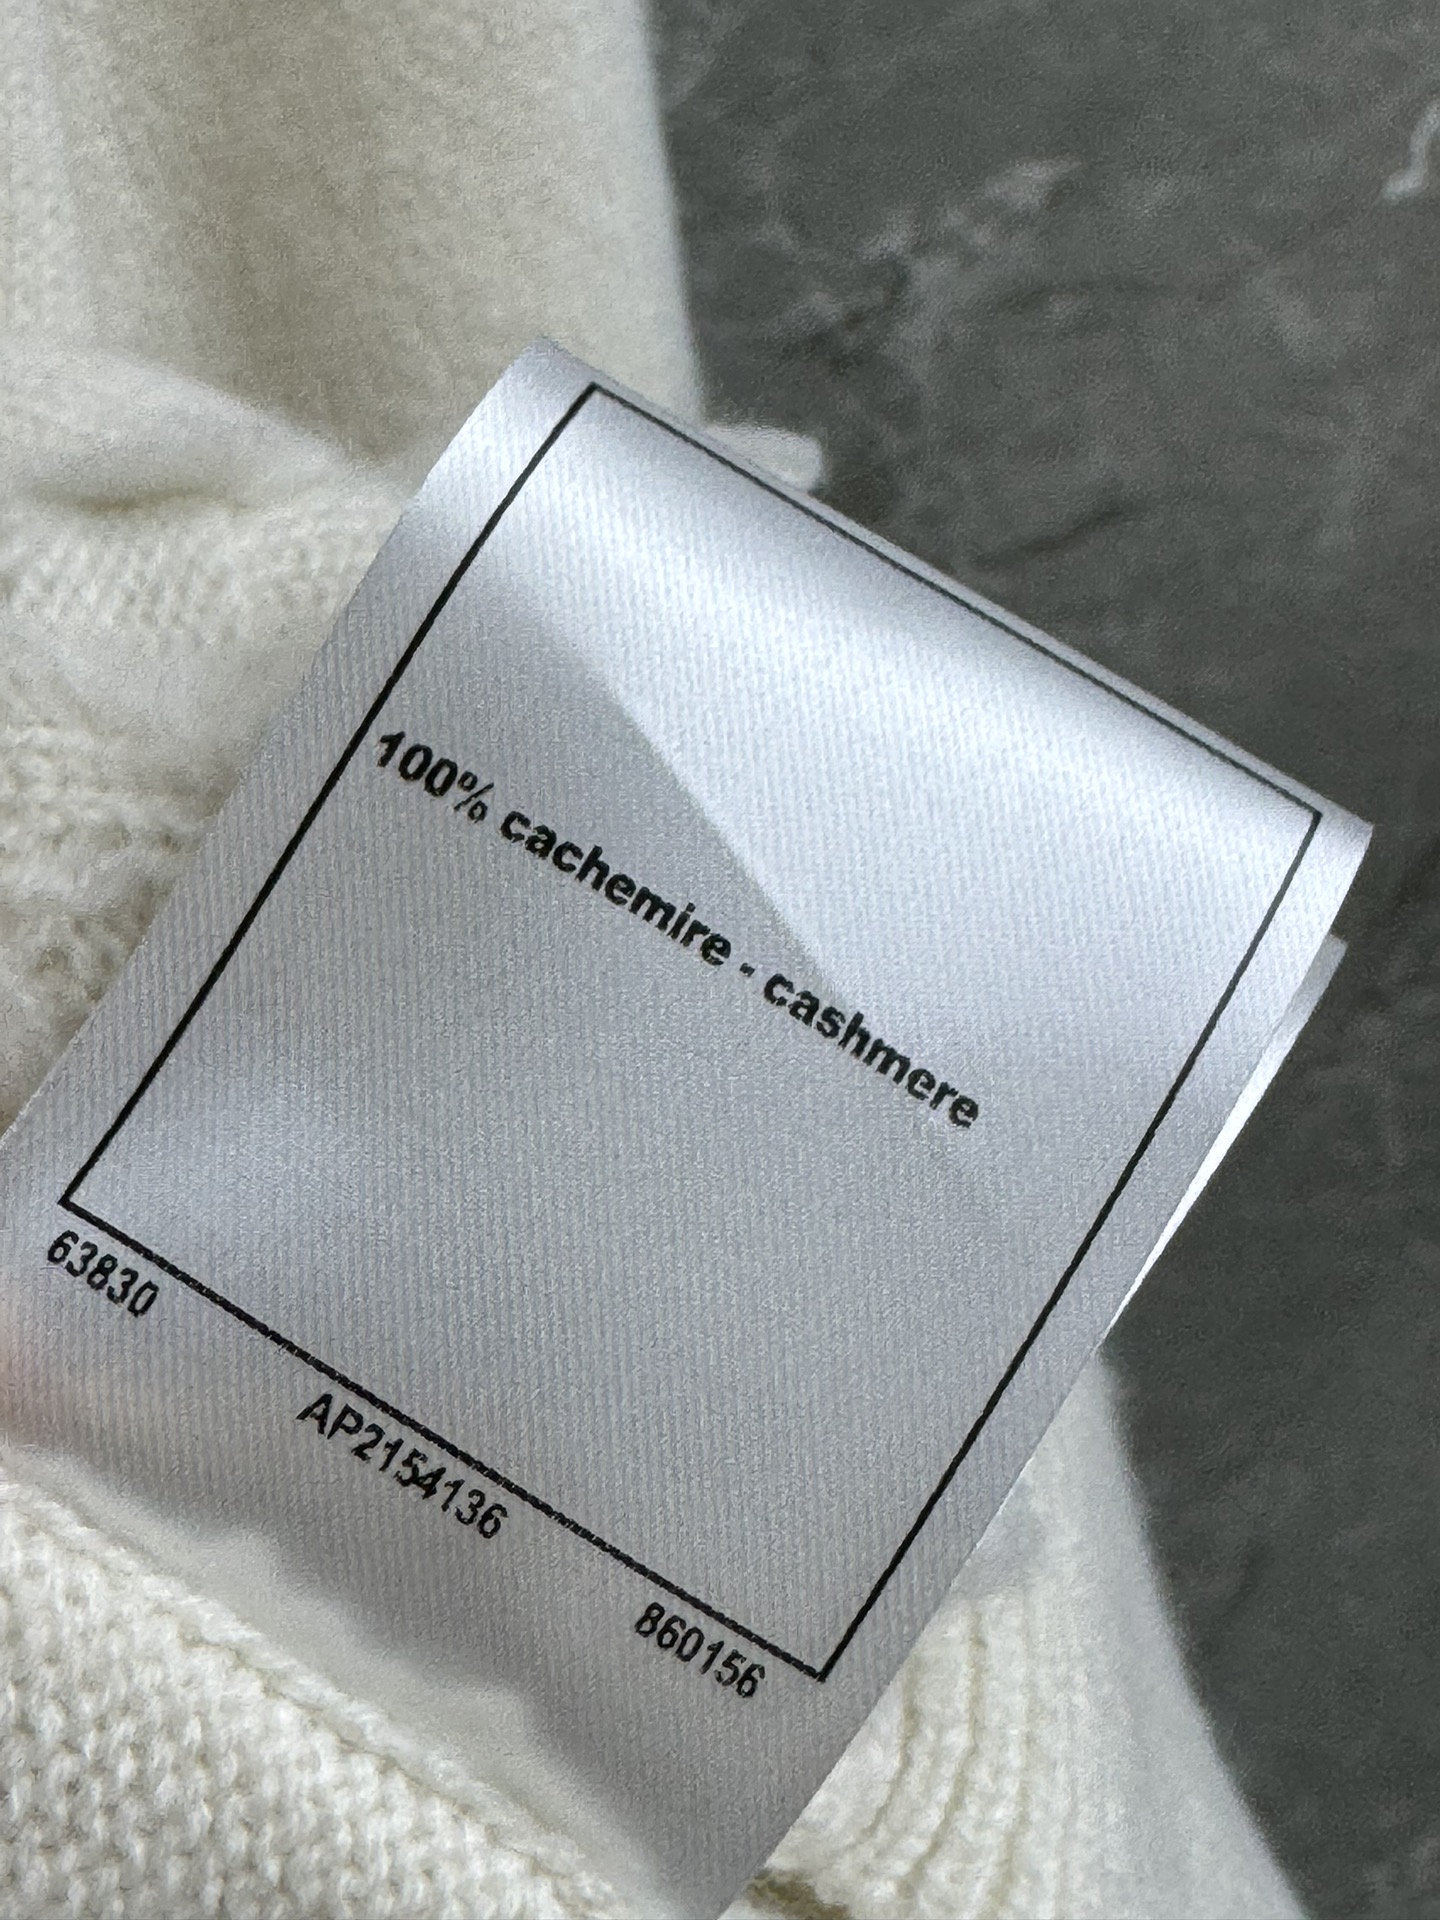 100% cachemire - cashmere
63830
AP2154136
860156